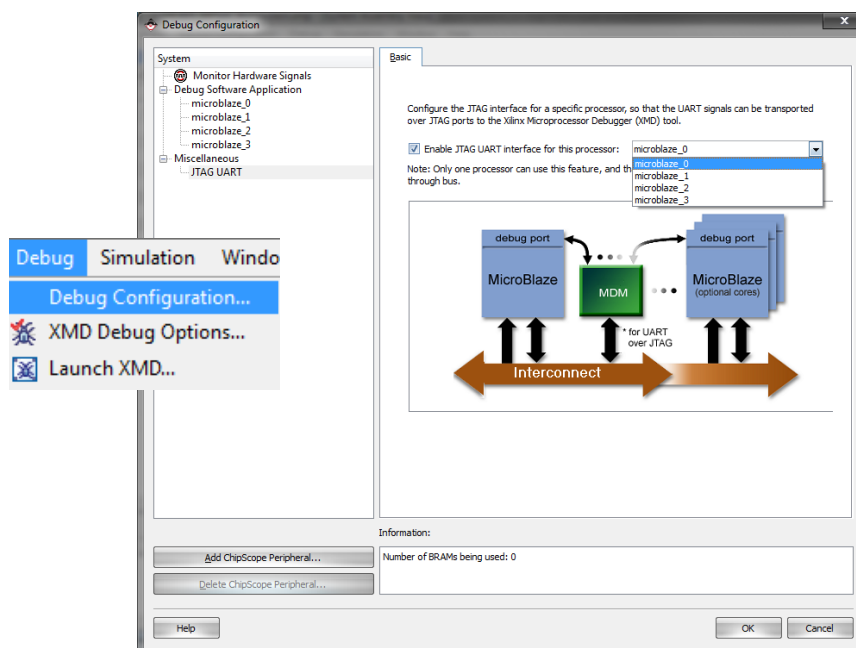 Debug Configuration
System
Monitor Hardware Signals
Debug Software Application
microblaze_0
microblaze_1
microblaze_2
microblaze_3
Miscellaneous
JTAG UART
Basic
Configure the JTAG interface for a specific processor, so that the UART signals can be transported
over JTAG ports to the Xilinx Microprocessor Debugger (XMD) tool.
Enable JTAG UART interface for this processor: microblaze_0
Note: Only one processor can use this feature, and
through bus.
microblaze_0
microblaze_1
microblaze_2
microblaze_3
debug port
MicroBlaze
MDM
debug port
MicroBlaze
(optional cores)
* for UART
over JTAG
Interconnect
Debug Simulation
Debug Configuration...
XMD Debug Options...
Launch XMD...
Information:
Number of BRAMs being used: 0
Add ChipScope Peripheral...
Delete ChipScope Peripheral...
Help
OK Cancel